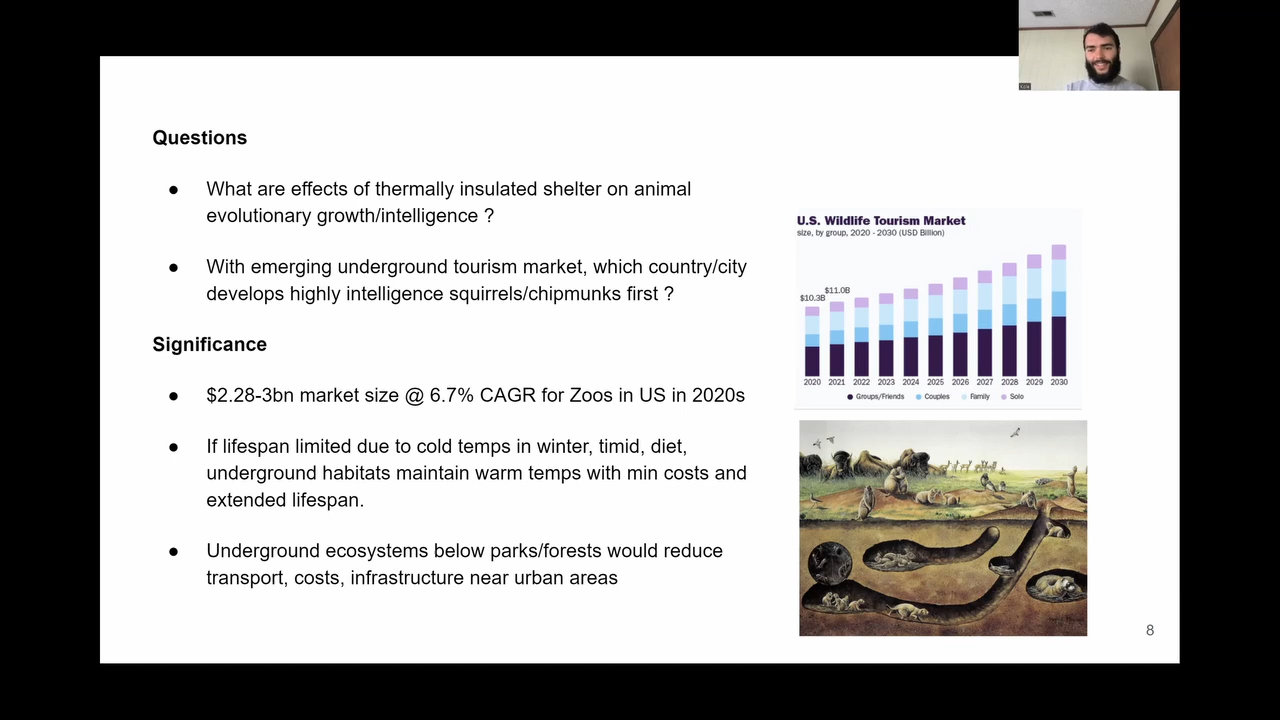 Questions
● What are effects of thermally insulated shelter on animal
evolutionary growth/intelligence ?
● With emerging underground tourism market, which country/city
develops highly intelligence squirrels/chipmunks first ?
Significance
● $2.28-3bn market size @ 6.7% CAGR for Zoos in US in 2020s
● If lifespan limited due to cold temps in winter, timid, diet,
underground habitats maintain warm temps with min costs and
extended lifespan.
● Underground ecosystems below parks/forests would reduce
transport, costs, infrastructure near urban areas
U.S. Wildlife Tourism Market
size, by group, 2020 - 2030 (USD Billion)
$10.3B
$11.0B
2020 2021 2022 2023 2024 2025 2026 2027 2028 2029 2030
Groups/Friends Couples Family Solo
8